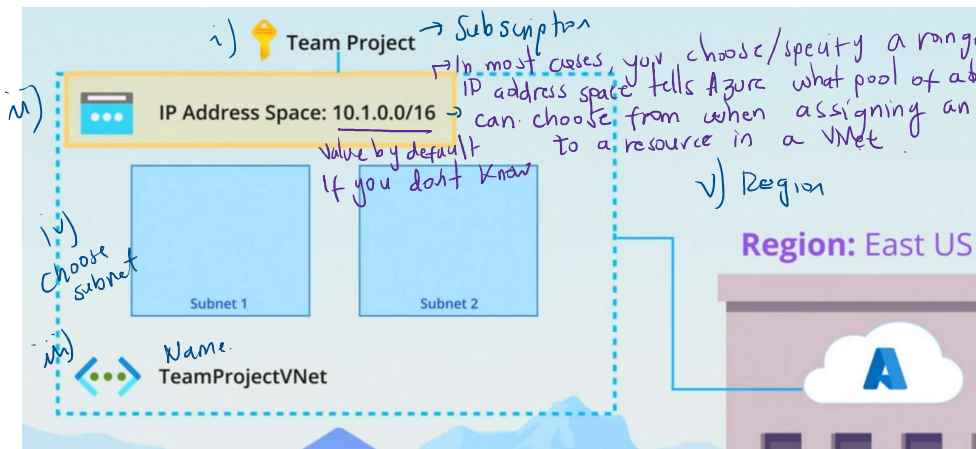 i) Team Project → Subscription
In most cases, you choose/specify a range
IP address space tells Azure what pool of
can choose from when assigning an
to a resource in a VNet.
IP Address Space: 10.1.0.0/16
Value by default
If you don't know
v) Region
iv)
choose
subnet
Region: East US
Subnet 1
Subnet 2
iii)
Name.
TeamProjectVNet